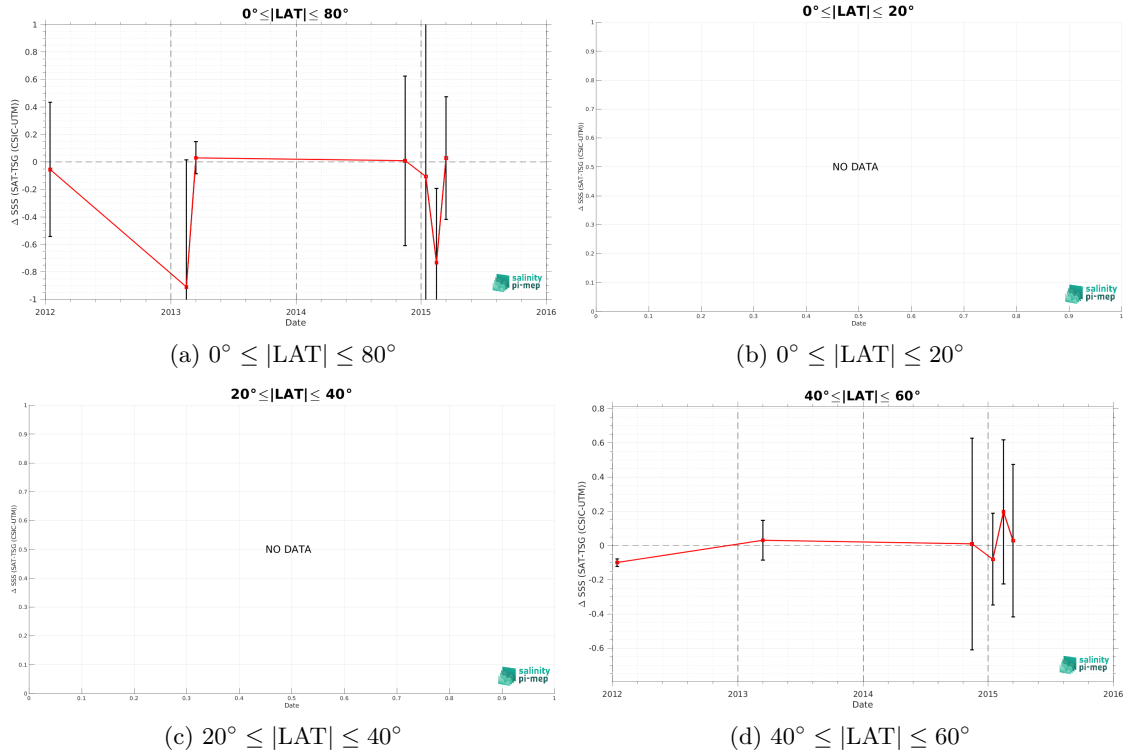 0°≤|LAT|≤ 80°
1
0.8
0.6
0.4
0.2
0
-0.2
-0.4
-0.6
-0.8
-1
Δ SSS (SAT-TSG (CSIC-UTM))
2012
2013
2014
2015
2016
Date
salinity
pi-mep
(a) 0° ≤ |LAT| ≤ 80°
0°≤|LAT|≤ 20°
1
0.9
0.8
0.7
0.6
0.5
0.4
0.3
0.2
0.1
0
Δ SSS (SAT-TSG (CSIC-UTM))
NO DATA
0
0.1
0.2
0.3
0.4
0.5
0.6
0.7
0.8
0.9
1
Date
salinity
pi-mep
(b) 0° ≤ |LAT| ≤ 20°
20°≤|LAT|≤ 40°
1
0.9
0.8
0.7
0.6
0.5
0.4
0.3
0.2
0.1
0
Δ SSS (SAT-TSG (CSIC-UTM))
NO DATA
0
0.1
0.2
0.3
0.4
0.5
0.6
0.7
0.8
0.9
1
Date
salinity
pi-mep
(c) 20° ≤ |LAT| ≤ 40°
40°≤|LAT|≤ 60°
0.8
0.6
0.4
0.2
0
-0.2
-0.4
-0.6
Δ SSS (SAT-TSG (CSIC-UTM))
2012
2013
2014
2015
2016
Date
salinity
pi-mep
(d) 40° ≤ |LAT| ≤ 60°